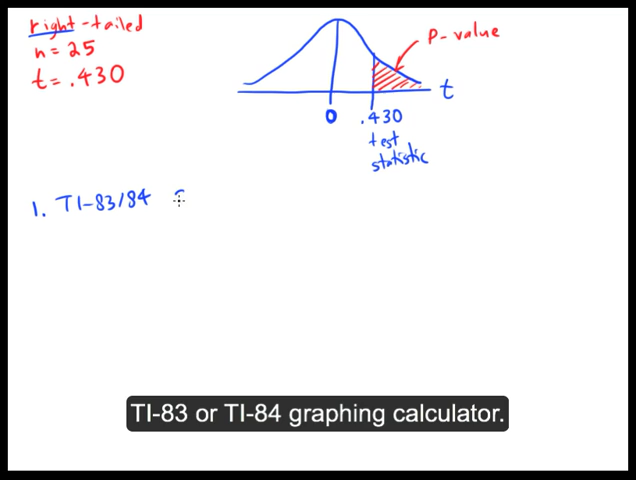 right-tailed
n = 25
t = .430
P-value
t
0
.430
test
statistic
1. TI-83/84
TI-83 or TI-84 graphing calculator.